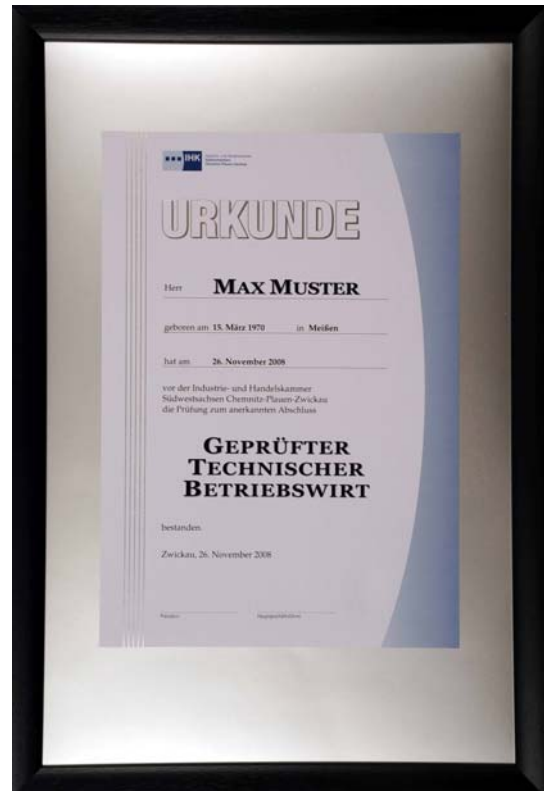 IHK
URKUNDE
Herr MAX MUSTER
geboren am 15. März 1970 in Meißen
hat am 26. November 2008
vor der Industrie- und Handelskammer
Südwestsachsen Chemnitz-Plauen-Zwickau
die Prüfung zum anerkannten Abschluss
GEPRÜFTER
TECHNISCHER
BETRIEBSWIRT
bestanden.
Zwickau, 26. November 2008
Präsident Hauptgeschäftsführer